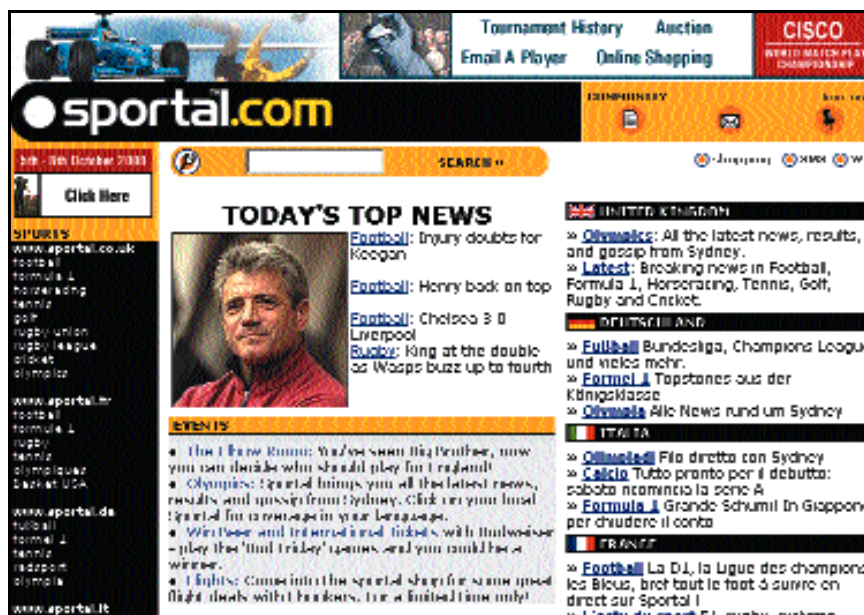 Tournament History Auction
Email A Player Online Shopping
CISCO
WORLD MATCH PLAY
CHAMPIONSHIP
sportal.com
TM
COMMUNITY
5th - 8th October 2000
Click Here
SEARCH »
shopping SMS
SPORTS
www.sportal.co.uk
football
formula 1
horseracing
tennis
golf
rugby union
rugby league
cricket
olympics
www.sportal.fr
football
formule 1
rugby
tennis
olympiques
basket USA
www.sportal.de
fußball
formel 1
tennis
radsport
olympia
www.sportal.it
TODAY'S TOP NEWS
Football: Injury doubts for
Keegan
Football: Henry back on top
Football: Chelsea 3 0
Liverpool
Rugby: King at the double
as Wasps buzz up to fourth
EVENTS
• The Elbow Room: You've seen Big Brother, now
you can decide who should play for England!
• Olympics: Sportal brings you all the latest news,
results and gossip from Sydney. Click on your local
Sportal for coverage in your language.
• Win Beer and International Tickets with Budweiser
- play the 'Bud Friday' games and you could be a
winner.
• Flights: Come into the sportal shop for some great
flight deals with ebookers. For a limited time only!
UNITED KINGDOM
» Olympics: All the latest news, results,
and gossip from Sydney.
» Latest: Breaking news in Football,
Formula 1, Horseracing, Tennis, Golf,
Rugby and Cricket.
DEUTSCHLAND
» Fußball Bundesliga, Champions League
und vieles mehr.
» Formel 1 Topstories aus der
Königsklasse
» Olympia Alle News rund um Sydney
ITALIA
» Olimpiadi Filo diretto con Sydney
» Calcio Tutto pronto per il debutto:
sabato ricomincia la serie A
» Formula 1 Grande Schumi! In Giappone
per chiudere il conto
FRANCE
» Football La D1, la Ligue des champions
les Bleus, bref tout le foot à suivre en
direct sur Sportal !